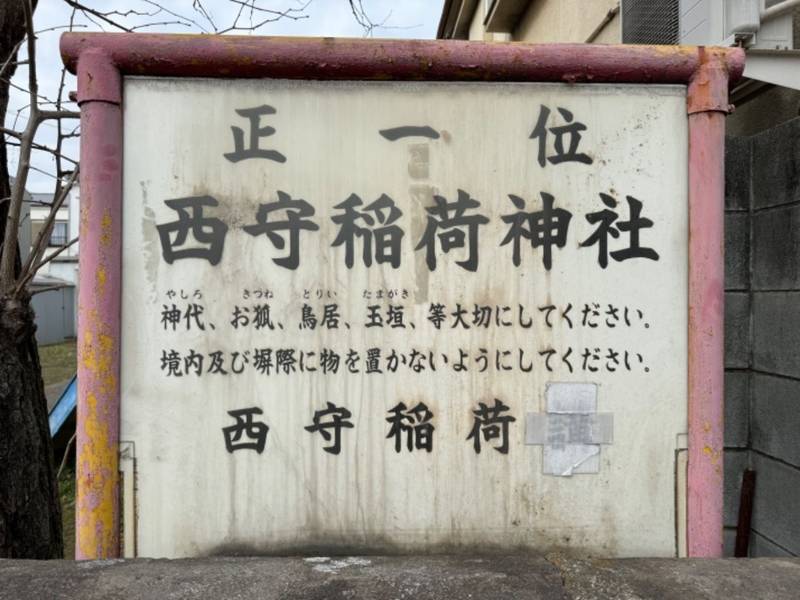 正一位
西守稲荷神社
やしろ きつね とりい たまがき
神代、お狐、鳥居、玉垣、等大切にしてください。
境内及び塀際に物を置かないようにしてください。
西守稲荷